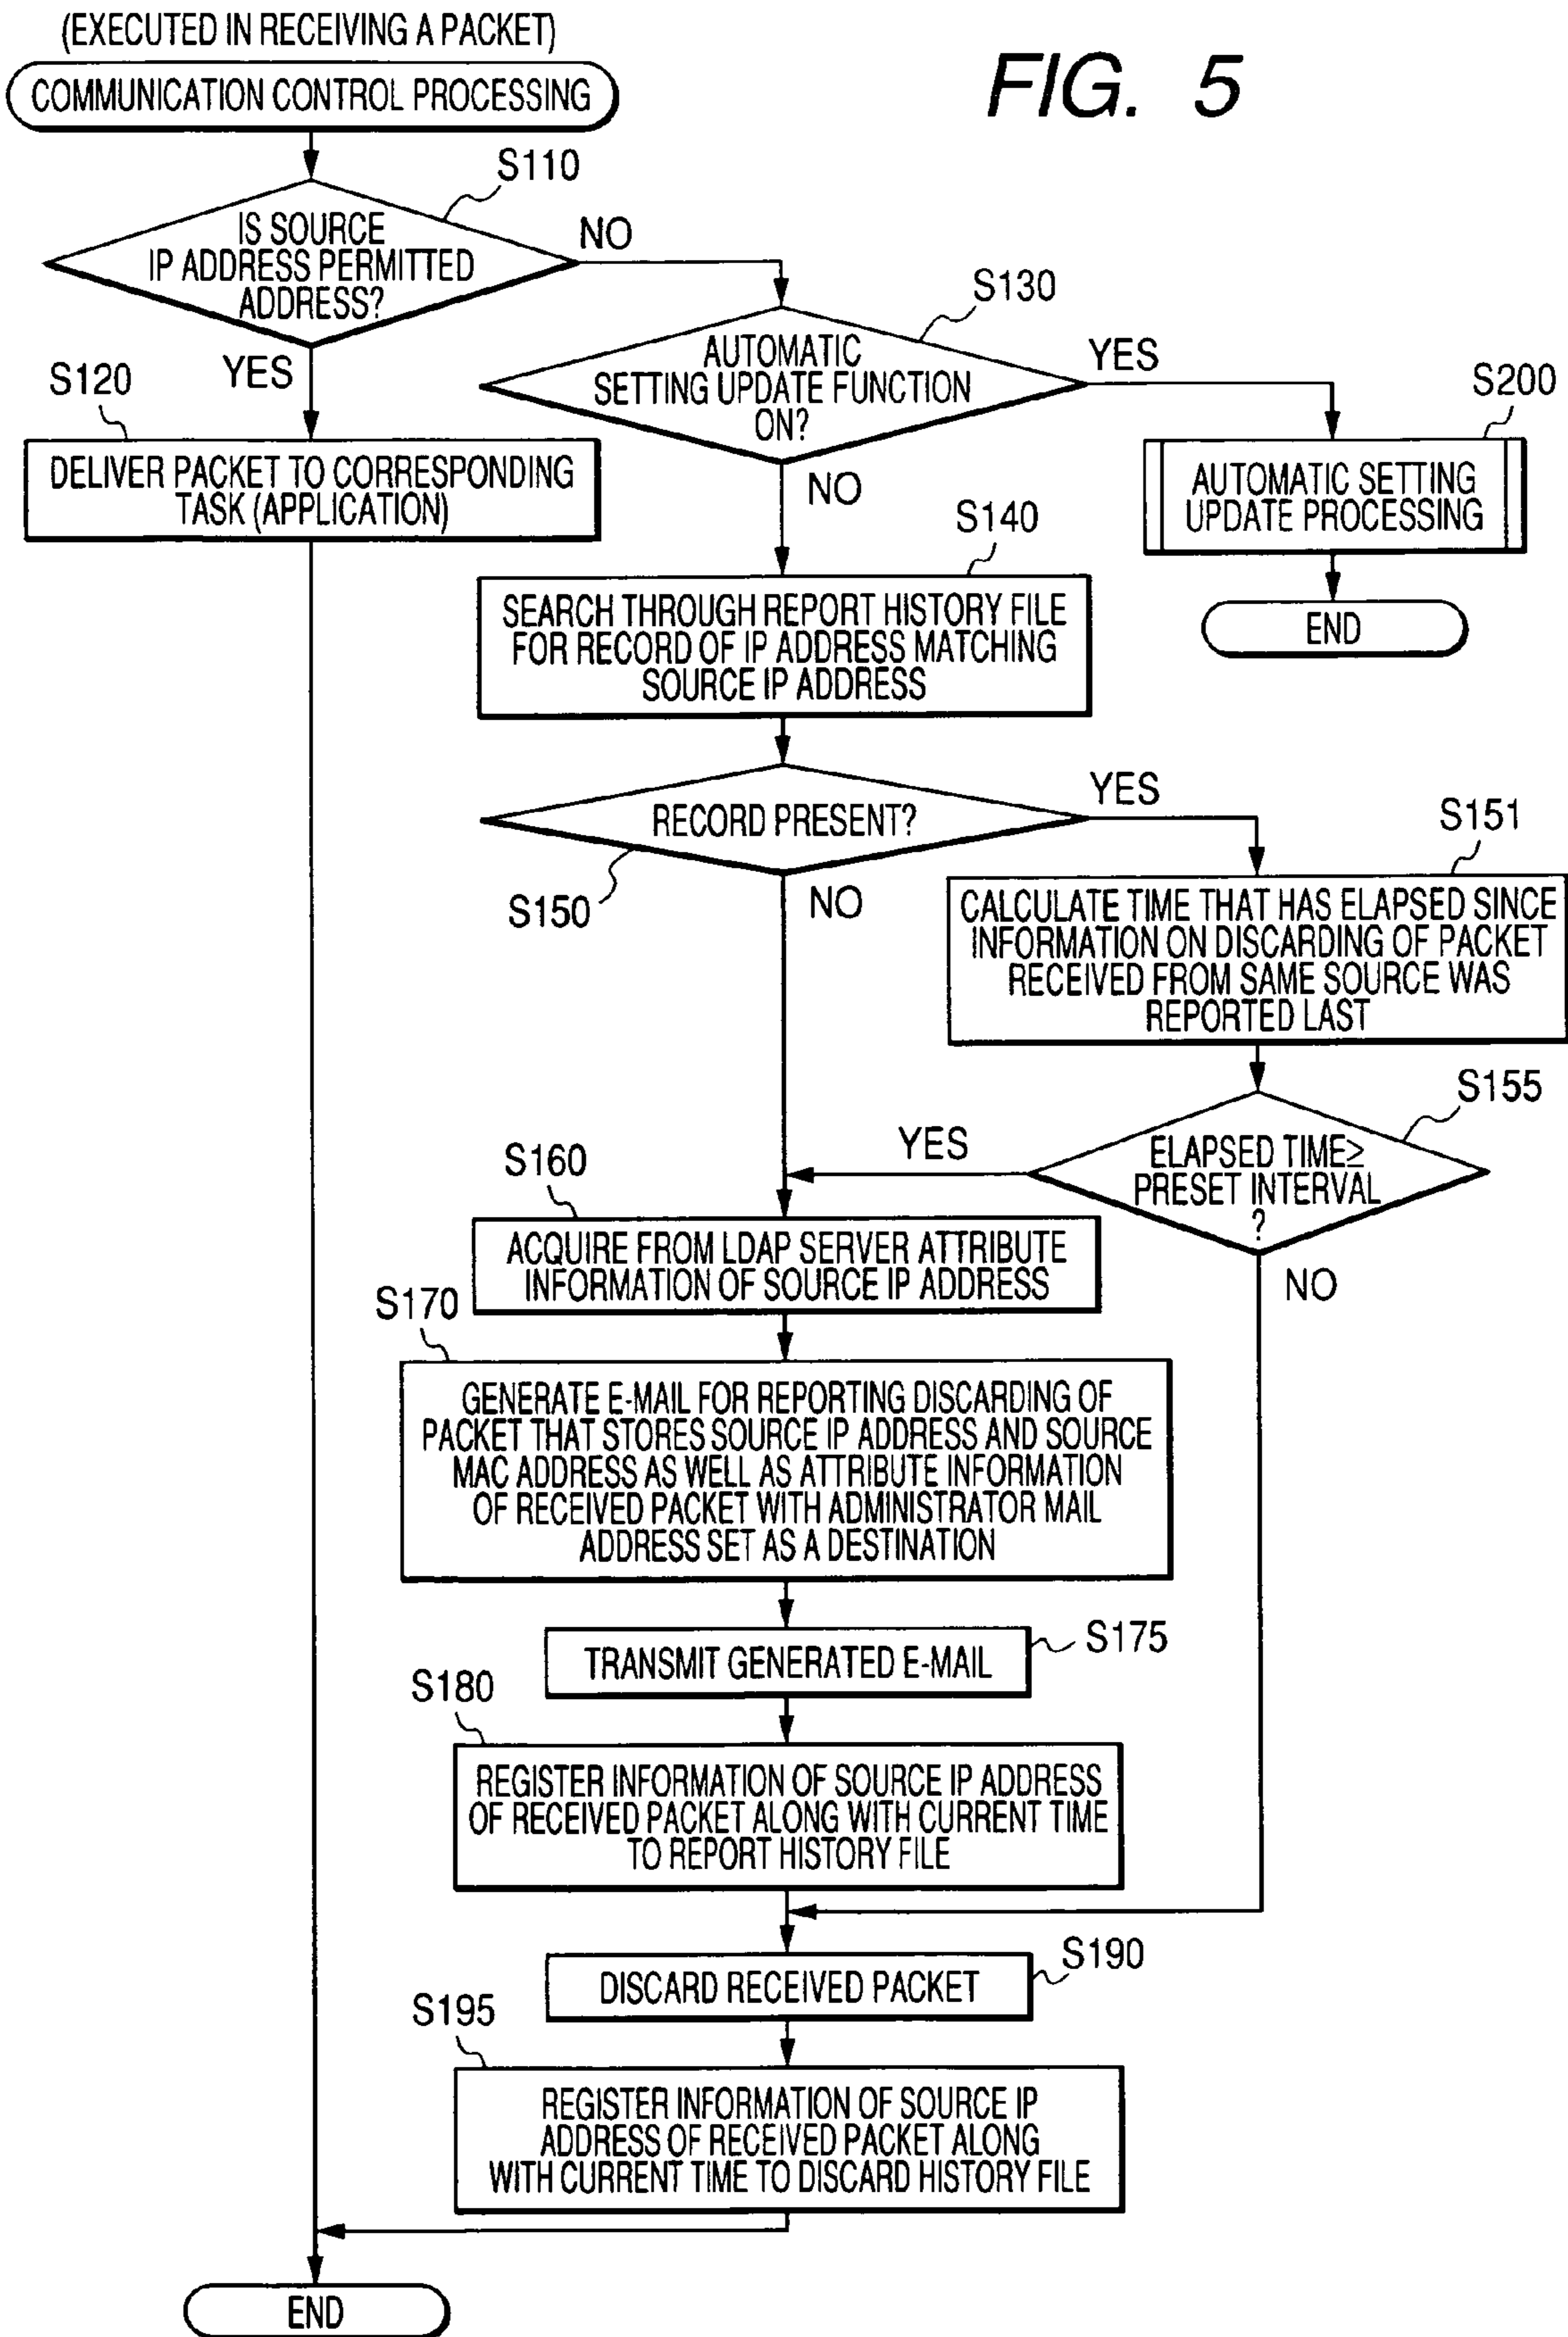 (EXECUTED IN RECEIVING A PACKET)
FIG. 5
COMMUNICATION CONTROL PROCESSING
S110
IS SOURCE
IP ADDRESS PERMITTED
ADDRESS?
NO
YES
S120
DELIVER PACKET TO CORRESPONDING
TASK (APPLICATION)
S130
AUTOMATIC
SETTING UPDATE FUNCTION
ON?
YES
NO
S200
AUTOMATIC SETTING
UPDATE PROCESSING
END
S140
SEARCH THROUGH REPORT HISTORY FILE
FOR RECORD OF IP ADDRESS MATCHING
SOURCE IP ADDRESS
RECORD PRESENT?
YES
S150
NO
S151
CALCULATE TIME THAT HAS ELAPSED SINCE
INFORMATION ON DISCARDING OF PACKET
RECEIVED FROM SAME SOURCE WAS
REPORTED LAST
S155
ELAPSED TIME≥
PRESET INTERVAL
?
YES
NO
S160
ACQUIRE FROM LDAP SERVER ATTRIBUTE
INFORMATION OF SOURCE IP ADDRESS
S170
GENERATE E-MAIL FOR REPORTING DISCARDING OF
PACKET THAT STORES SOURCE IP ADDRESS AND SOURCE
MAC ADDRESS AS WELL AS ATTRIBUTE INFORMATION
OF RECEIVED PACKET WITH ADMINISTRATOR MAIL
ADDRESS SET AS A DESTINATION
TRANSMIT GENERATED E-MAIL
S175
S180
REGISTER INFORMATION OF SOURCE IP ADDRESS
OF RECEIVED PACKET ALONG WITH CURRENT TIME
TO REPORT HISTORY FILE
DISCARD RECEIVED PACKET
S190
S195
REGISTER INFORMATION OF SOURCE IP
ADDRESS OF RECEIVED PACKET ALONG
WITH CURRENT TIME TO DISCARD HISTORY FILE
END